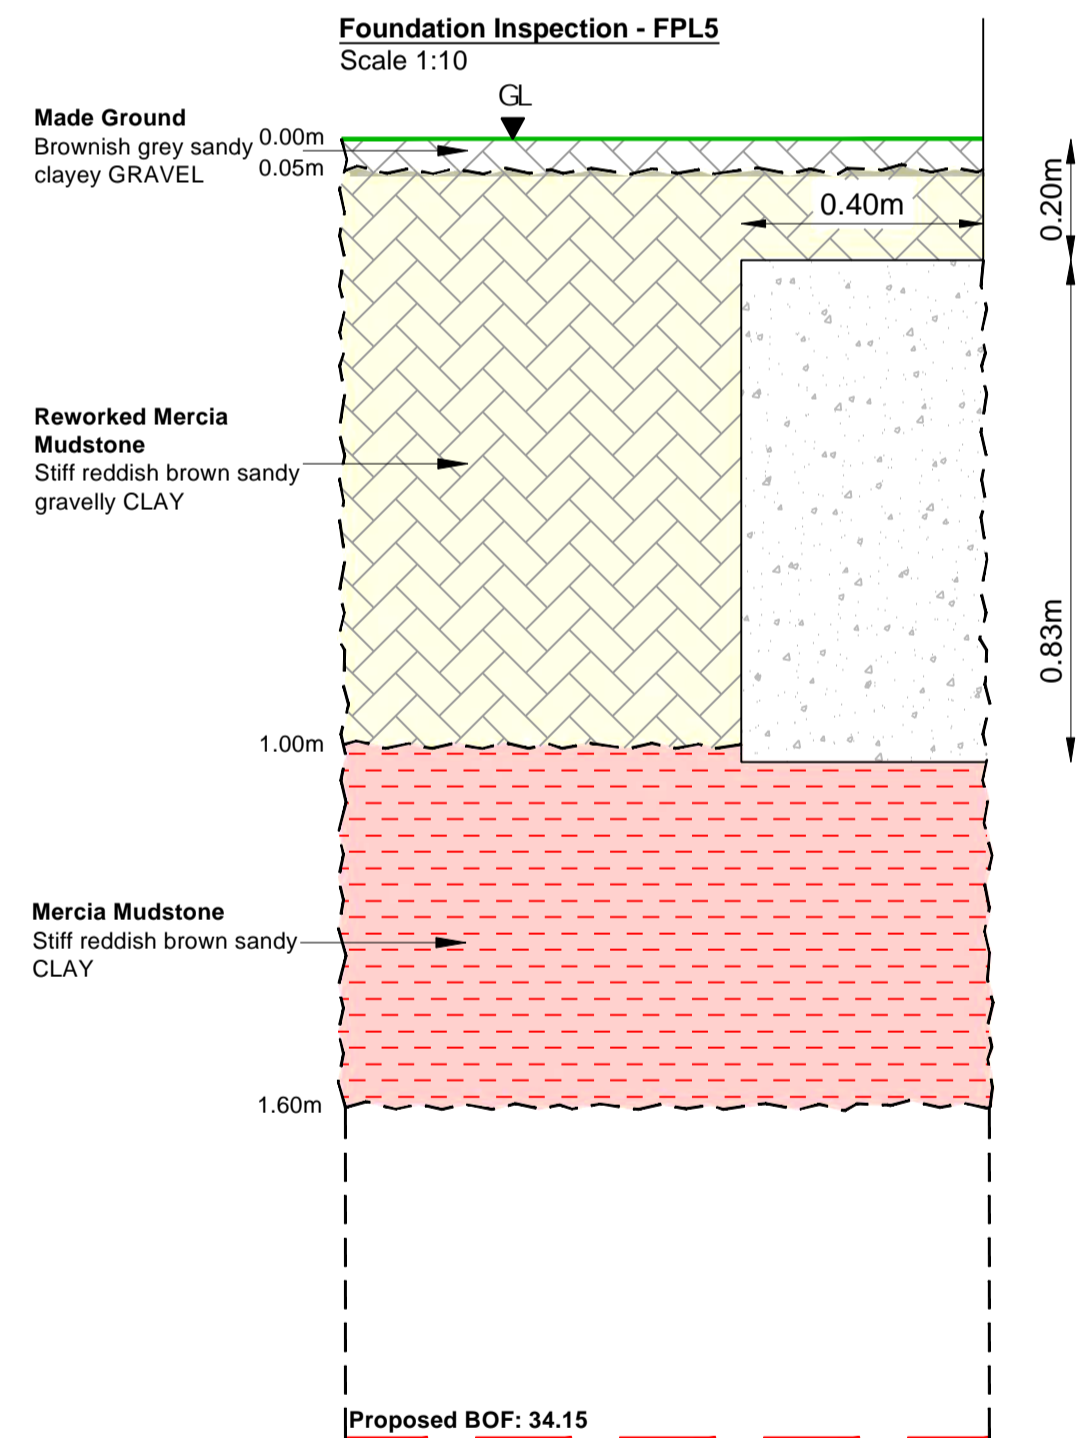 Foundation Inspection - FPL5
Scale 1:10
GL
Made Ground
Brownish grey sandy
clayey GRAVEL
0.00m
0.05m
0.40m
0.20m
Reworked Mercia
Mudstone
Stiff reddish brown sandy
gravelly CLAY
0.83m
1.00m
Mercia Mudstone
Stiff reddish brown sandy
CLAY
1.60m
Proposed BOF: 34.15